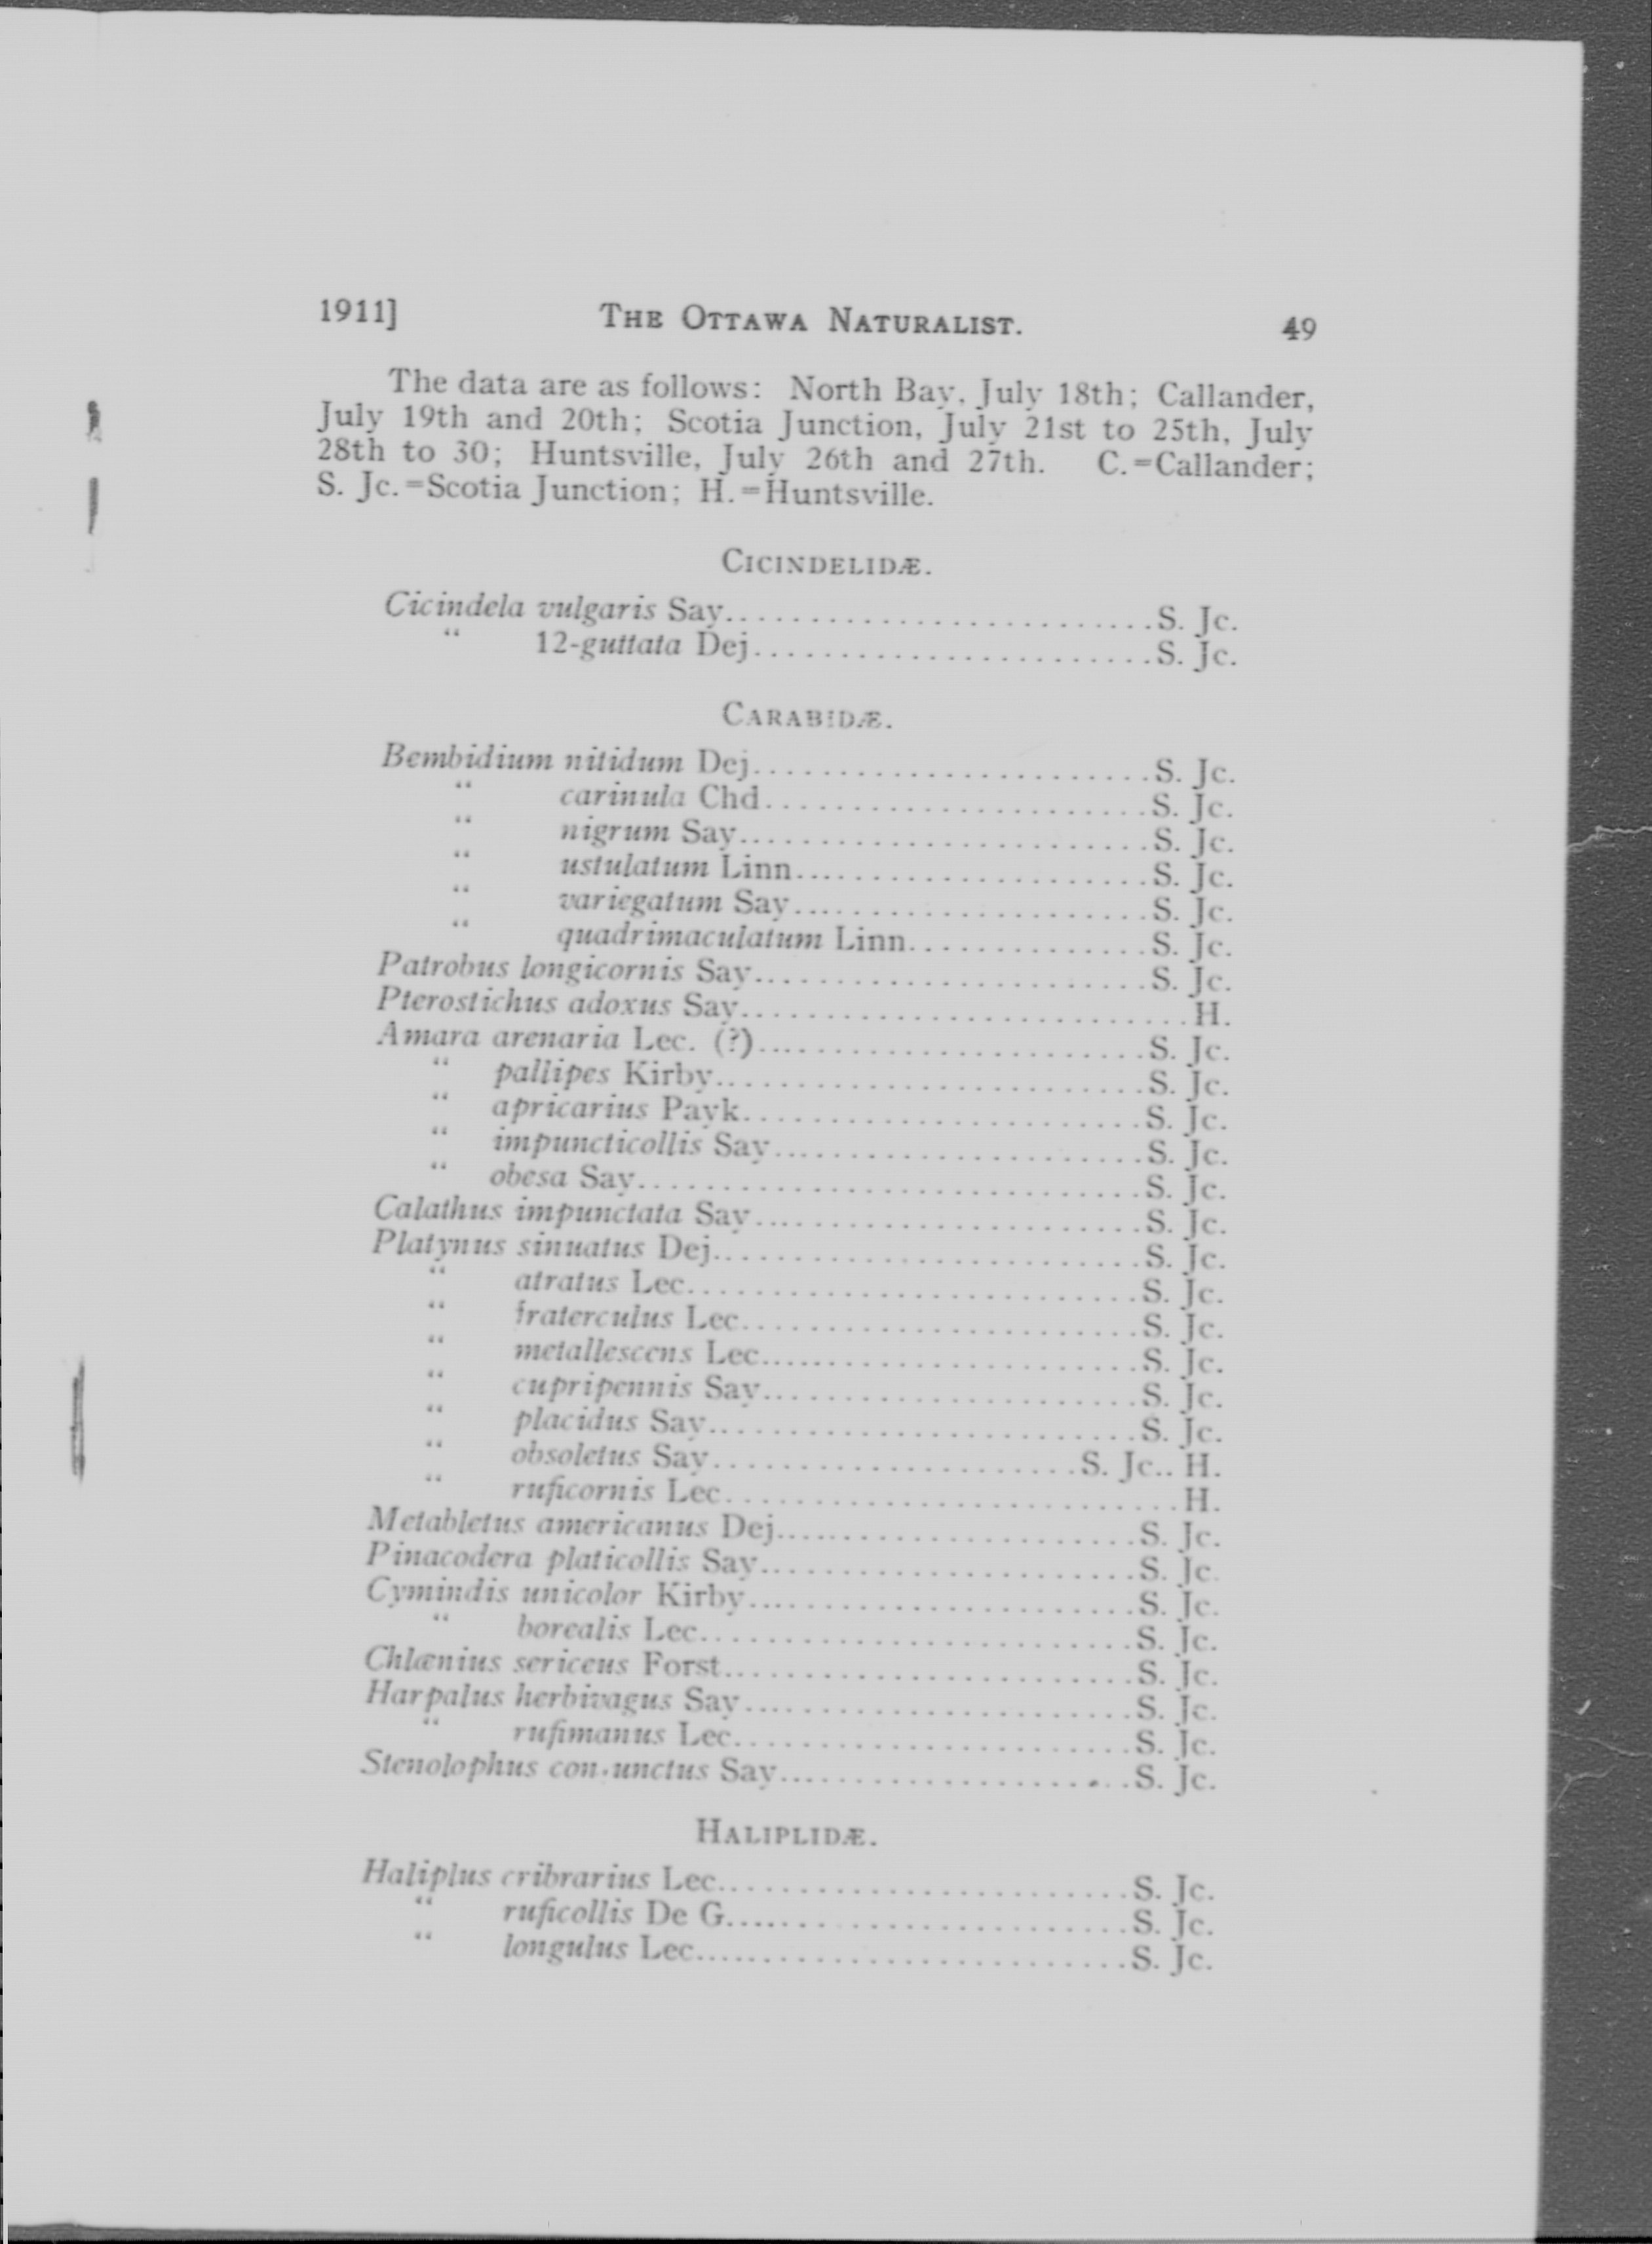 1911] THE OTTAWA NATURALIST. 49
The data are as follows: North Bay, July 18th; Callander,
July 19th and 20th; Scotia Junction, July 21st to 25th, July
28th to 30; Huntsville, July 26th and 27th. C.=Callander;
S. Jc.=Scotia Junction; H.=Huntsville.
CICINDELIDÆ.
Cicindela vulgaris Say..........................S. Jc.
“ 12-guttata Dej........................S. Jc.
CARABIDÆ.
Bembidium nitidum Dej........................S. Jc.
“ carinula Chd.......................S. Jc.
“ nigrum Say.........................S. Jc.
“ ustulatum Linn.....................S. Jc.
“ variegatum Say.....................S. Jc.
“ quadrimaculatum Linn...............S. Jc.
Patrobus longicornis Say........................S. Jc.
Pterostichus adoxus Say...........................H.
Amara arenaria Lec. (?)........................S. Jc.
“ pallipes Kirby..........................S. Jc.
“ apricarius Payk.........................S. Jc.
“ impuncticollis Say.......................S. Jc.
“ obesa Say...............................S. Jc.
Calathus impunctata Say........................S. Jc.
Platynus sinuatus Dej..........................S. Jc.
“ atratus Lec............................S. Jc.
“ fraterculus Lec........................S. Jc.
“ metallescens Lec.......................S. Jc.
“ cupripennis Say.......................S. Jc.
“ placidus Say..........................S. Jc.
“ obsoletus Say......................S. Jc.. H.
“ ruficornis Lec............................H.
Metabletus americanus Dej......................S. Jc.
Pinacodera platicollis Say.......................S. Jc.
Cymindis unicolor Kirby........................S. Jc.
“ borealis Lec...........................S. Jc.
Chlænius sericeus Forst.........................S. Jc.
Harpalus herbivagus Say........................S. Jc.
“ rufimanus Lec........................S. Jc.
Stenolophus con.unctus Say.....................S. Jc.
HALIPLIDÆ.
Haliplus cribrarius Lec.........................S. Jc.
“ ruficollis De G.........................S. Jc.
“ longulus Lec...........................S. Jc.